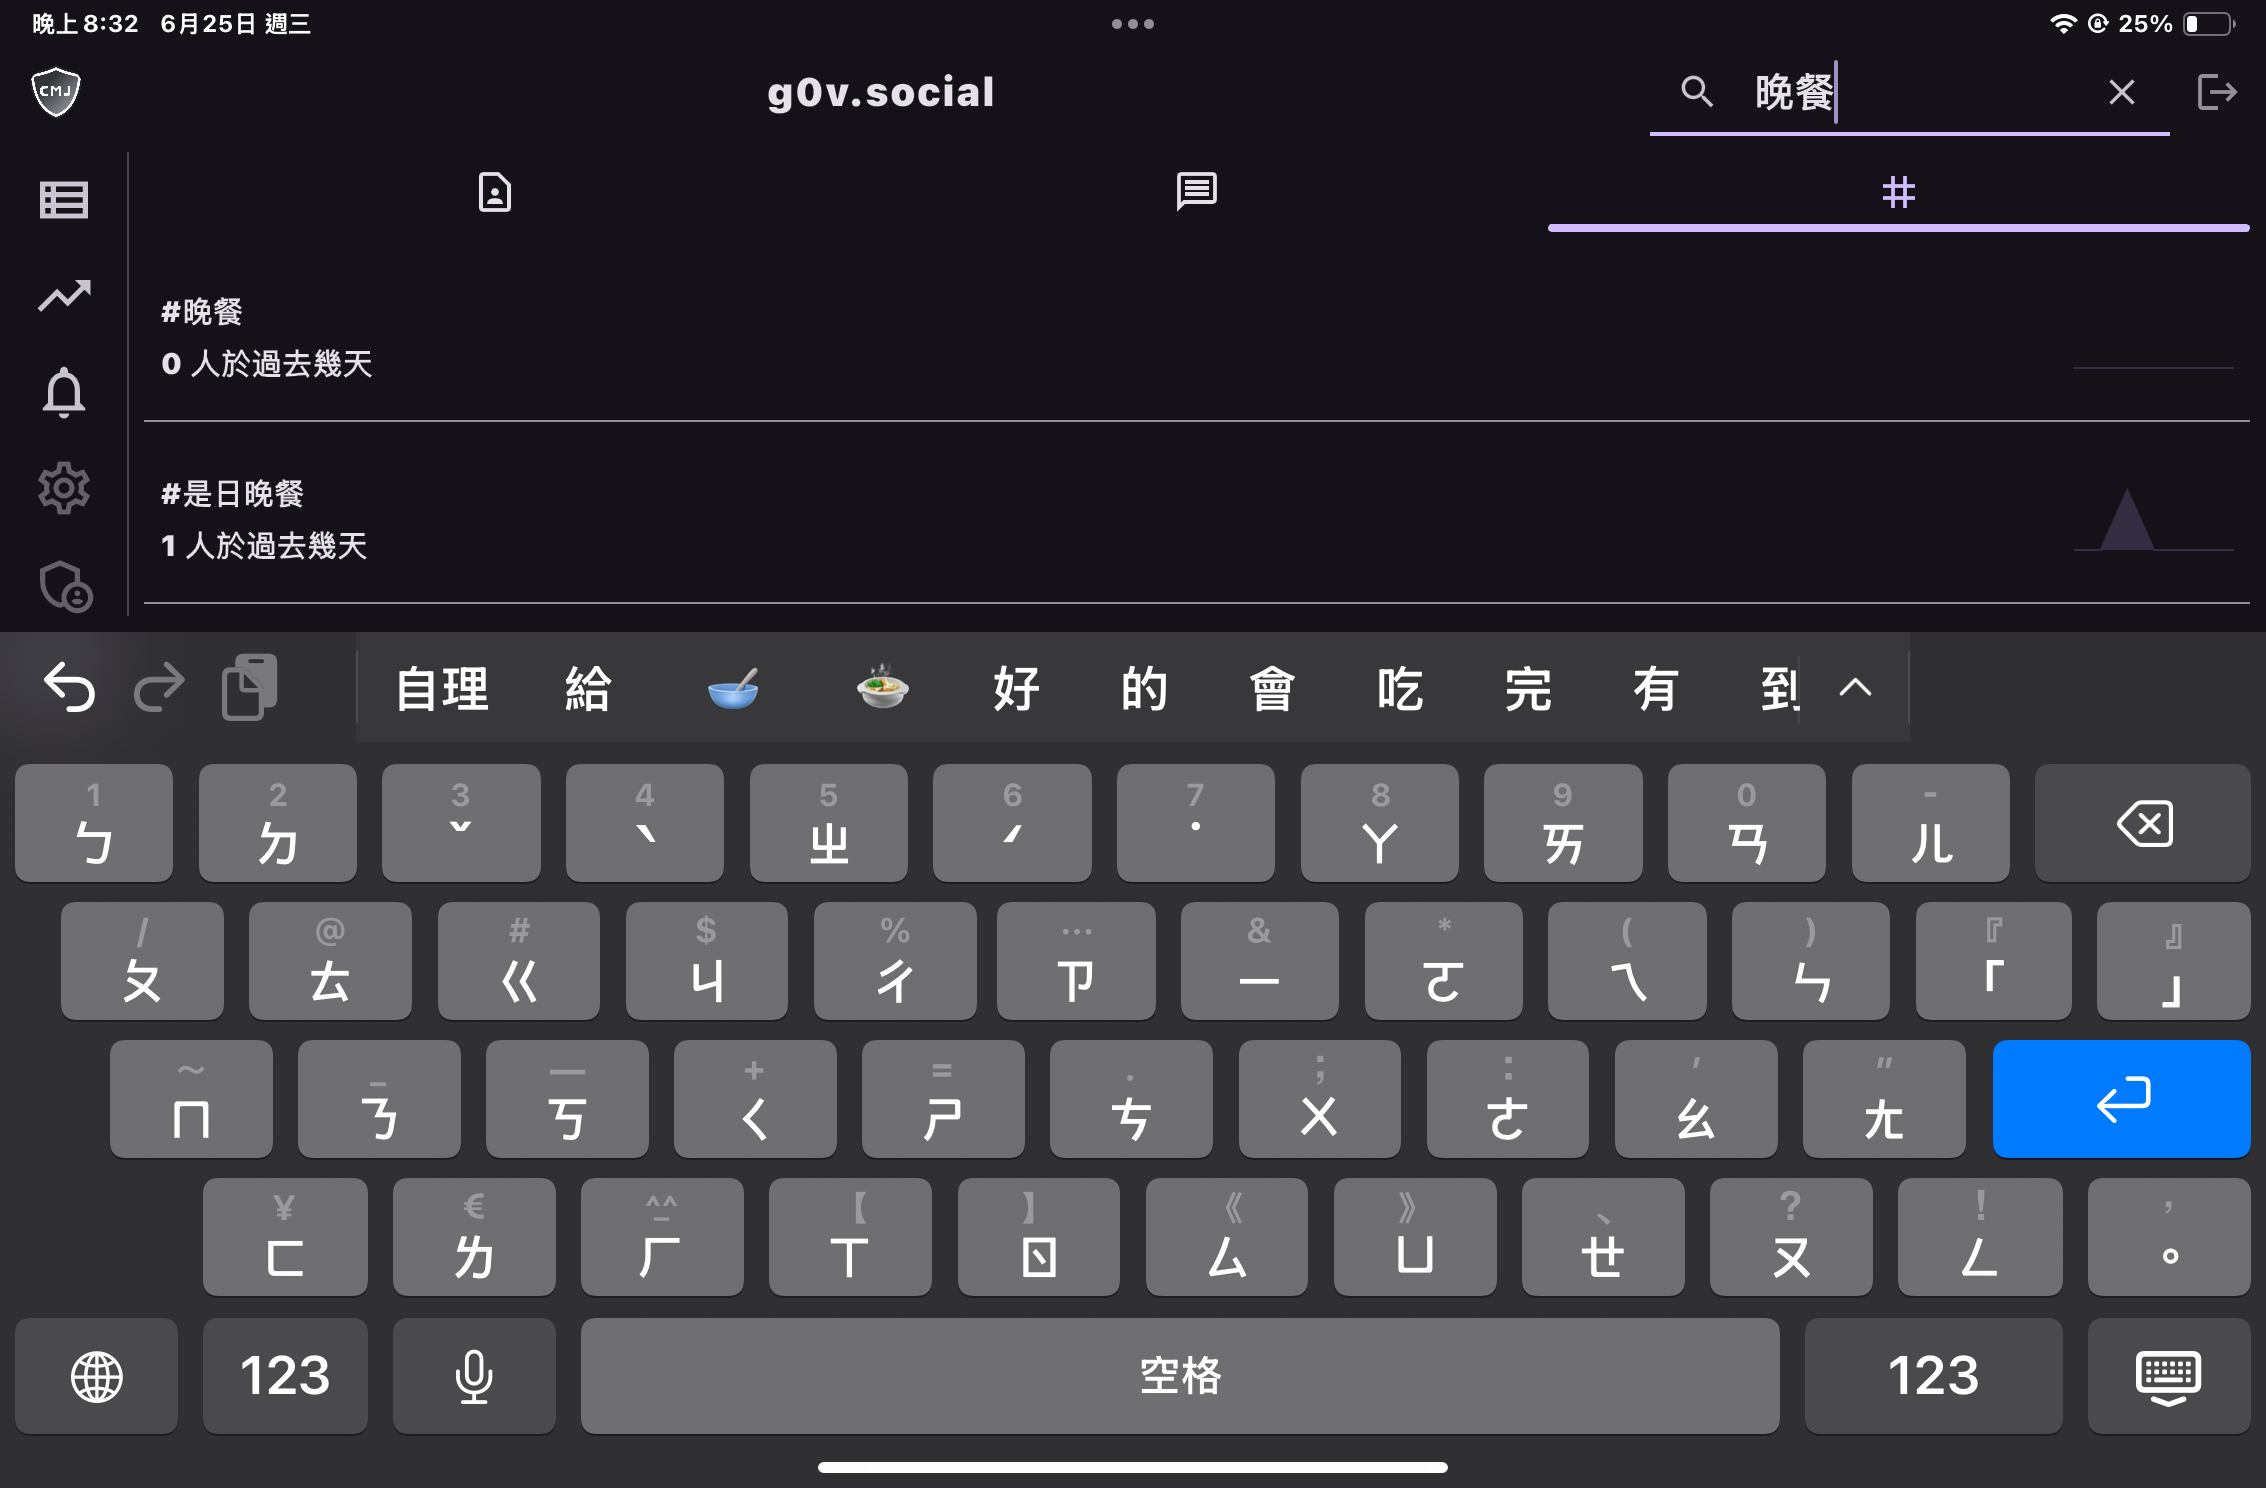 晚上8:32 6月25日 週三
25%
CMJ
g0v.social
晚餐
#晚餐
0 人於過去幾天
#是日晚餐
1 人於過去幾天
自理 給 🥣 🍲 好 的 會 吃 完 有 到
1 2 3 4 5 6 7 8 9 0 -
ㄅ ㄉ ˇ ˋ ㄓ ˊ ˙ ㄚ ㄞ ㄢ ㄦ
/ @ # $ % … & * ( ) 『 』
ㄆ ㄊ ㄍ ㄐ ㄔ ㄗ ㄧ ㄛ ㄟ ㄣ 「 」
~ _ — + = . ; : ′ ″
ㄇ ㄋ ㄎ ㄑ ㄕ ㄘ ㄨ ㄜ ㄠ ㄤ
¥ € ^_^ 【 】 《 》 、 ? ! ,
ㄈ ㄌ ㄏ ㄒ ㄖ ㄙ ㄩ ㄝ ㄡ ㄥ 。
123 空格 123